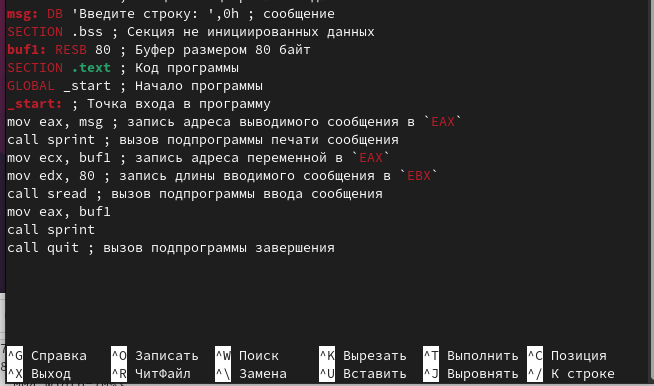 msg: DB 'Введите строку: ',0h ; сообщение
SECTION .bss ; Секция не инициированных данных
buf1: RESB 80 ; Буфер размером 80 байт
SECTION .text ; Код программы
GLOBAL _start ; Начало программы
_start: ; Точка входа в программу
mov eax, msg ; запись адреса выводимого сообщения в `EAX`
call sprint ; вызов подпрограммы печати сообщения
mov ecx, buf1 ; запись адреса переменной в `EAX`
mov edx, 80 ; запись длины вводимого сообщения в `EBX`
call sread ; вызов подпрограммы ввода сообщения
mov eax, buf1
call sprint
call quit ; вызов подпрограммы завершения
^G Справка ^O Записать ^W Поиск ^K Вырезать ^T Выполнить ^C Позиция
^X Выход ^R ЧитФайл ^\ Замена ^U Вставить ^J Выровнять ^/ К строке